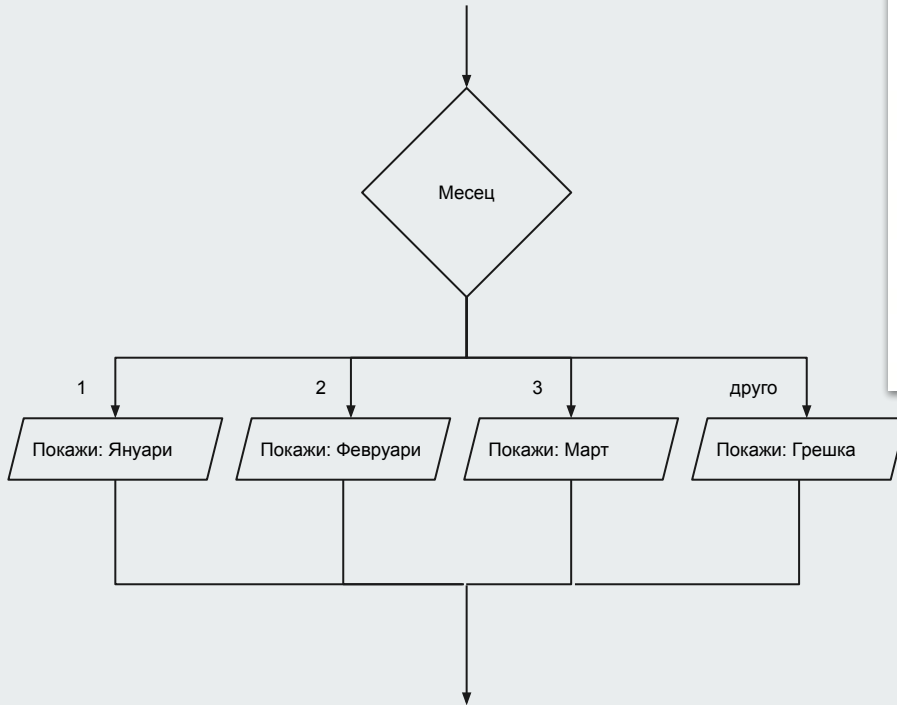 Месец
1
2
3
друго
Покажи: Януари
Покажи: Февруари
Покажи: Март
Покажи: Грешка